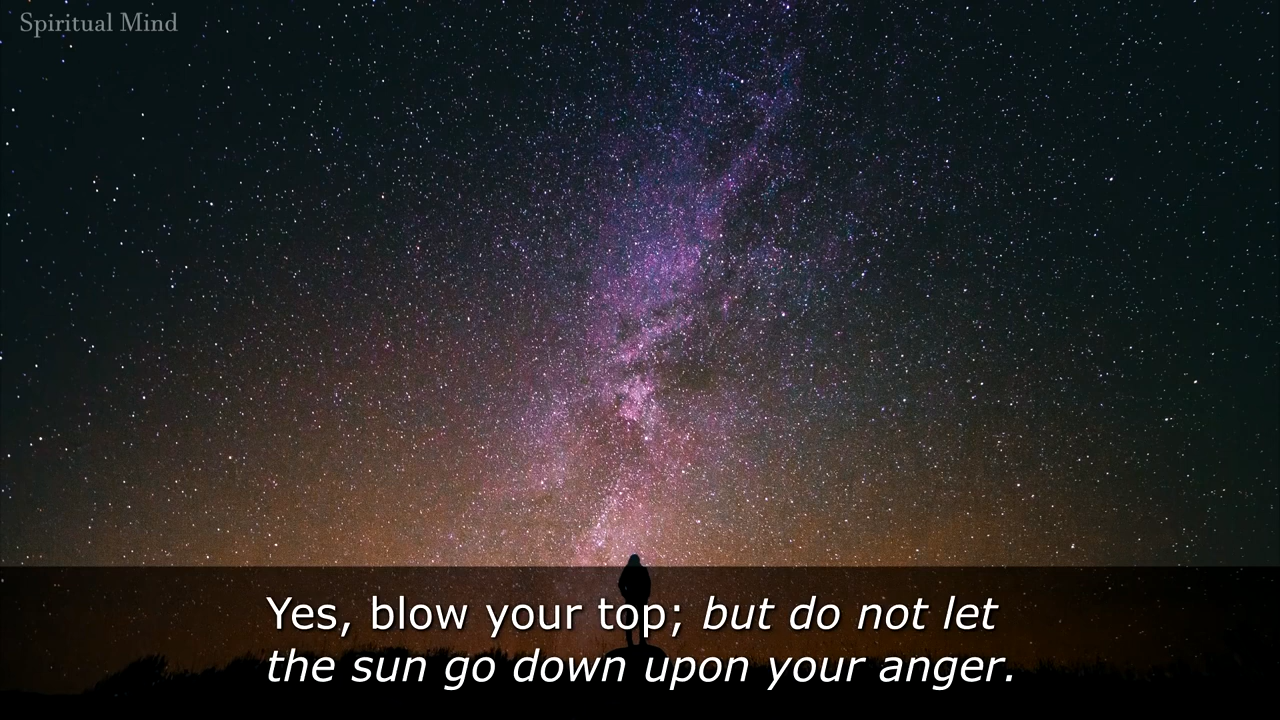 Spiritual Mind
Yes, blow your top; but do not let
the sun go down upon your anger.